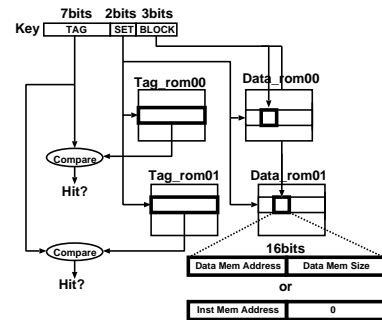 7bits 2bits 3bits
Key TAG SET BLOCK
Tag_rom00 Data_rom00
Compare
Hit?
Tag_rom01 Data_rom01
Compare
Hit?
16bits
Data Mem Address Data Mem Size
or
Inst Mem Address 0